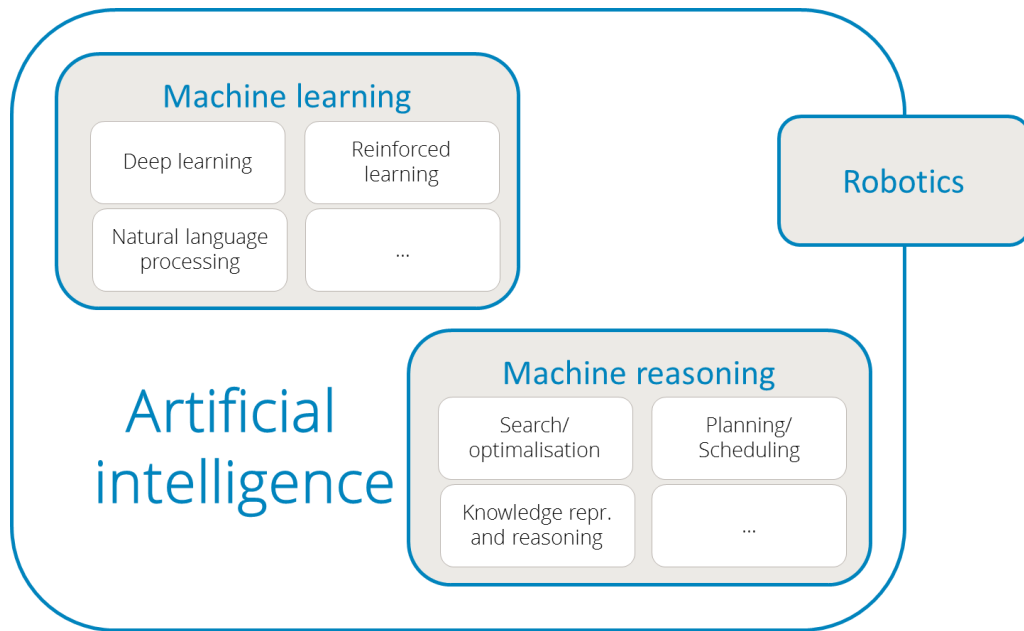 Machine learning
Deep learning
Reinforced
learning
Natural language
processing
...
Robotics
Artificial
intelligence
Machine reasoning
Search/
optimalisation
Planning/
Scheduling
Knowledge repr.
and reasoning
...